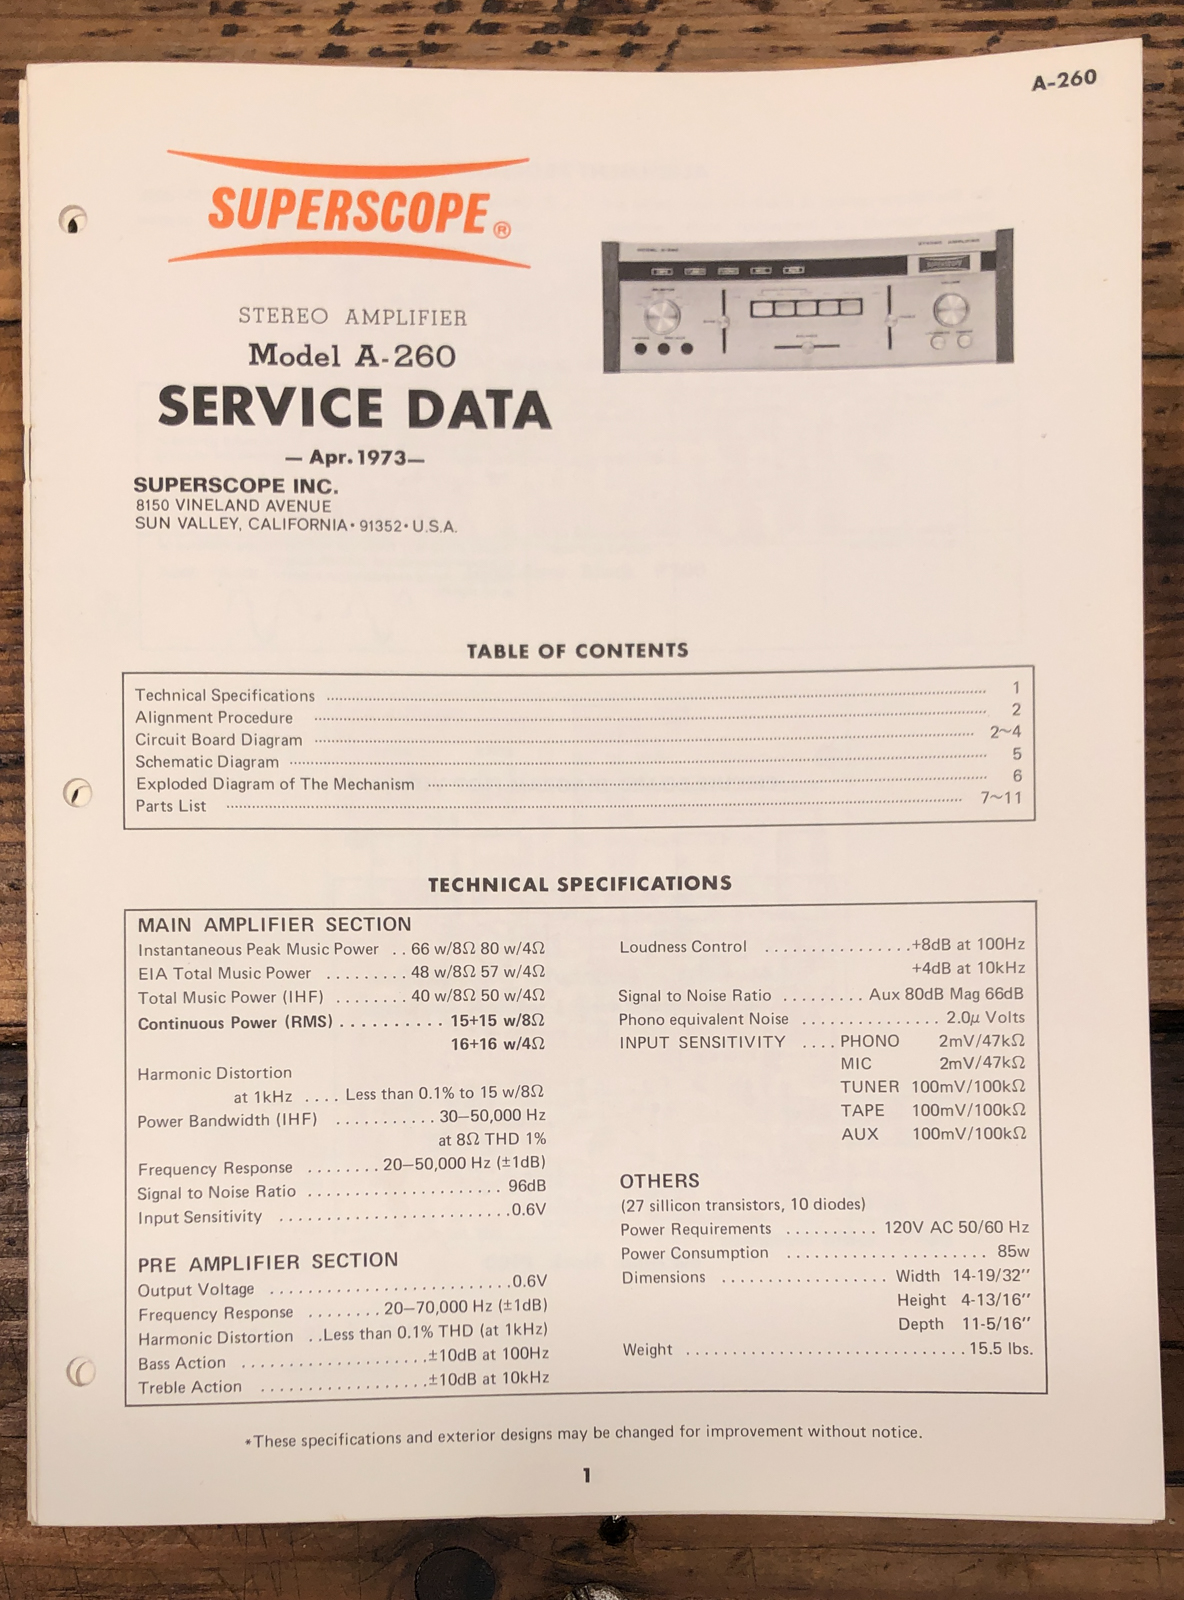 A-260
SUPERSCOPE®
STEREO AMPLIFIER
Model A-260
SERVICE DATA
— Apr. 1973 —
SUPERSCOPE INC.
8150 VINELAND AVENUE
SUN VALLEY, CALIFORNIA • 91352 • U.S.A.
TABLE OF CONTENTS
Technical Specifications 1
Alignment Procedure 2
Circuit Board Diagram 2~4
Schematic Diagram 5
Exploded Diagram of The Mechanism 6
Parts List 7~11
TECHNICAL SPECIFICATIONS
MAIN AMPLIFIER SECTION
Instantaneous Peak Music Power . . 66 w/8Ω 80 w/4Ω
EIA Total Music Power . . . . . . . . . 48 w/8Ω 57 w/4Ω
Total Music Power (IHF) . . . . . . . . 40 w/8Ω 50 w/4Ω
Continuous Power (RMS) . . . . . . . . . . 15+15 w/8Ω
16+16 w/4Ω
Harmonic Distortion
at 1kHz . . . . Less than 0.1% to 15 w/8Ω
Power Bandwidth (IHF) . . . . . . . . . . . 30—50,000 Hz
at 8Ω THD 1%
Frequency Response . . . . . . . . 20—50,000 Hz (±1dB)
Signal to Noise Ratio . . . . . . . . . . . . . . . . . . . . . 96dB
Input Sensitivity . . . . . . . . . . . . . . . . . . . . . . . . .0.6V
PRE AMPLIFIER SECTION
Output Voltage . . . . . . . . . . . . . . . . . . . . . . . . . .0.6V
Frequency Response . . . . . . . . 20—70,000 Hz (±1dB)
Harmonic Distortion . .Less than 0.1% THD (at 1kHz)
Bass Action . . . . . . . . . . . . . . . . . . . .±10dB at 100Hz
Treble Action . . . . . . . . . . . . . . . . . .±10dB at 10kHz
Loudness Control . . . . . . . . . . . . . . . .+8dB at 100Hz
+4dB at 10kHz
Signal to Noise Ratio . . . . . . . . . Aux 80dB Mag 66dB
Phono equivalent Noise . . . . . . . . . . . . . . . 2.0μ Volts
INPUT SENSITIVITY . . . . PHONO 2mV/47kΩ
MIC 2mV/47kΩ
TUNER 100mV/100kΩ
TAPE 100mV/100kΩ
AUX 100mV/100kΩ
OTHERS
(27 sillicon transistors, 10 diodes)
Power Requirements . . . . . . . . . . 120V AC 50/60 Hz
Power Consumption . . . . . . . . . . . . . . . . . . . . . 85w
Dimensions . . . . . . . . . . . . . . . . . . Width 14-19/32″
Height 4-13/16″
Depth 11-5/16″
Weight . . . . . . . . . . . . . . . . . . . . . . . . . . . . . 15.5 lbs.
*These specifications and exterior designs may be changed for improvement without notice.
1